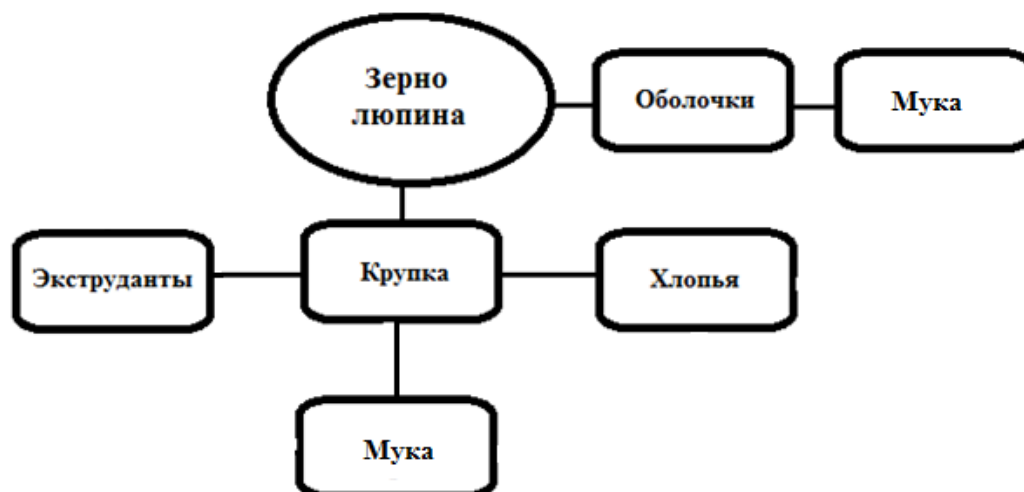 Зерно
люпина
Оболочки
Мука
Экструданты
Крупка
Хлопья
Мука